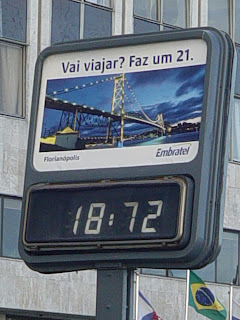 Vai viajar? Faz um 21.
Florianópolis
Embratel
18:72